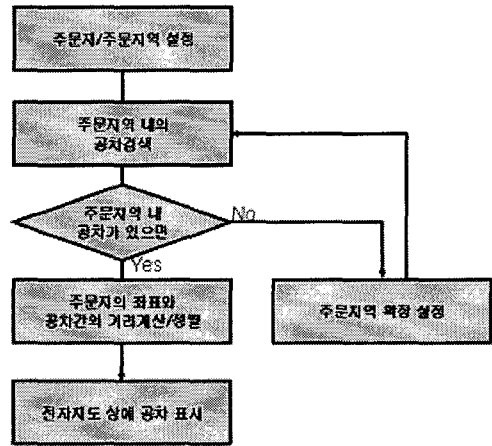 주문지/주문지역 설정
주문지역 내의
공차검색
주문지역 내
공차가 있으면
No
Yes
주문지의 좌표와
공차간의 거리계산/정렬
주문지역 확장 설정
전자지도 상에 공차 표시